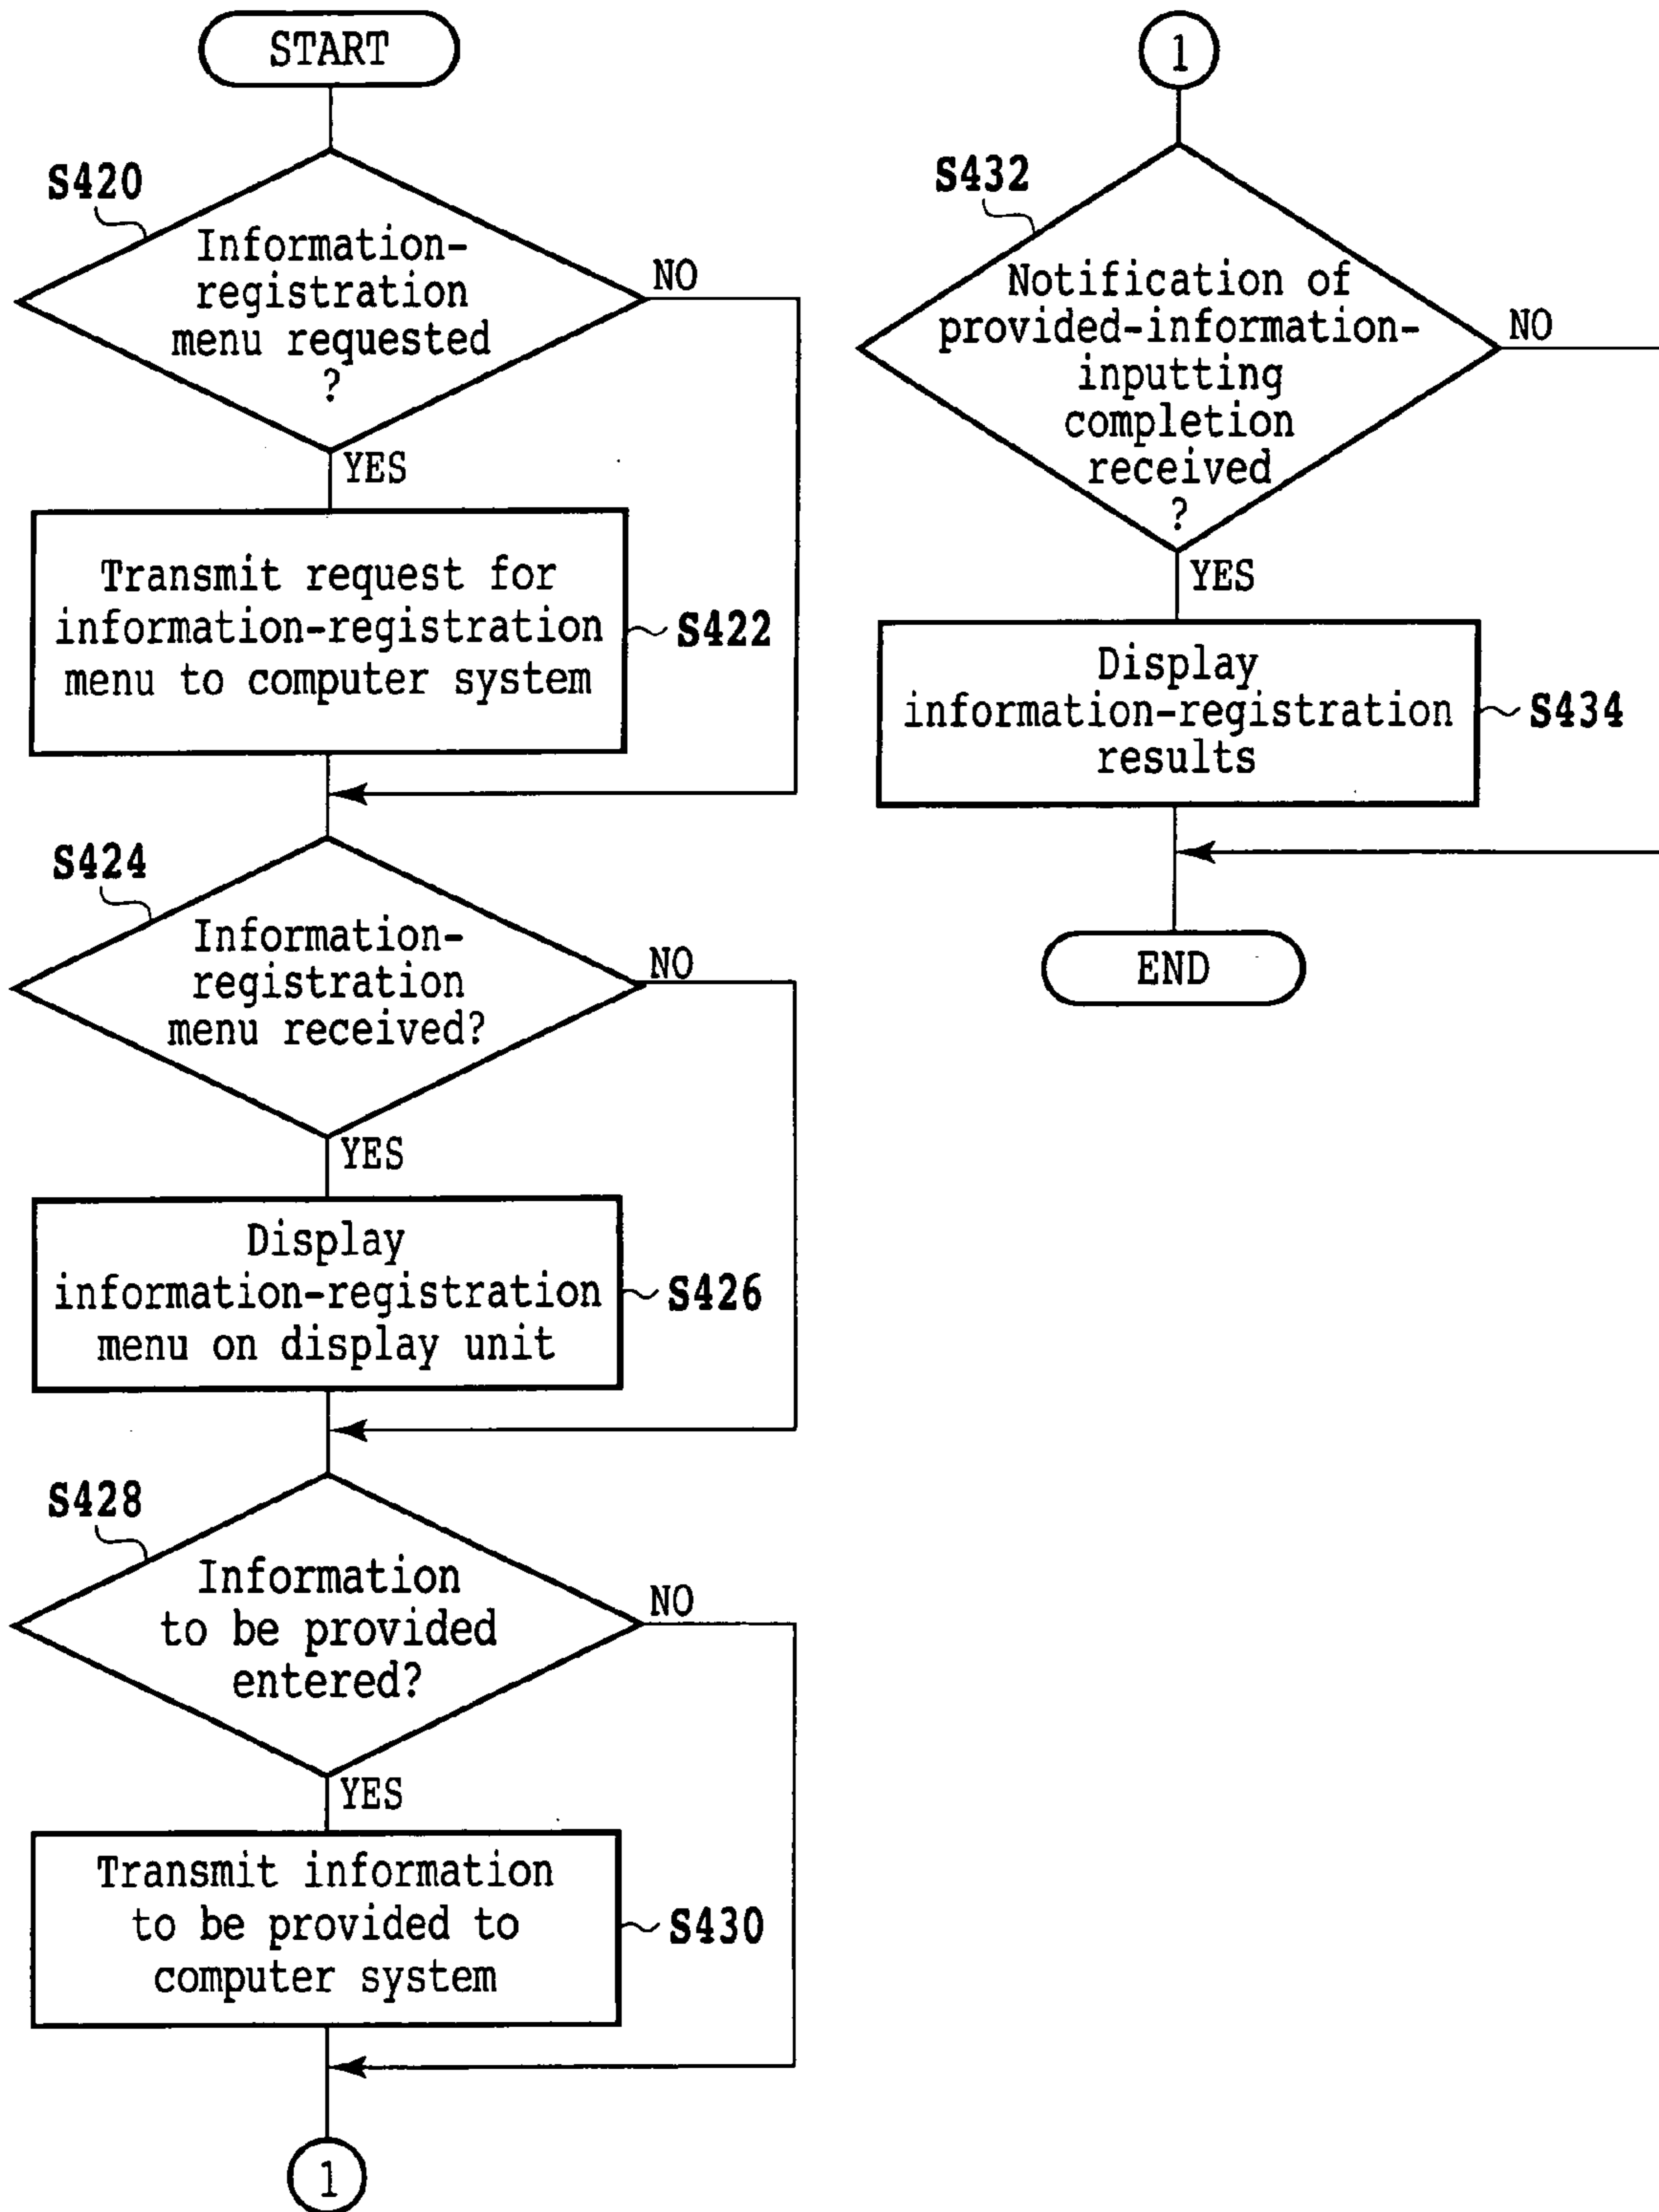 START
S420
Information-
registration
menu requested
?
NO
YES
Transmit request for
information-registration
menu to computer system
S422
S424
Information-
registration
menu received?
NO
YES
Display
information-registration
menu on display unit
S426
S428
Information
to be provided
entered?
NO
YES
Transmit information
to be provided to
computer system
S430
1
1
S432
Notification of
provided-information-
inputting
completion
received
?
NO
YES
Display
information-registration
results
S434
END